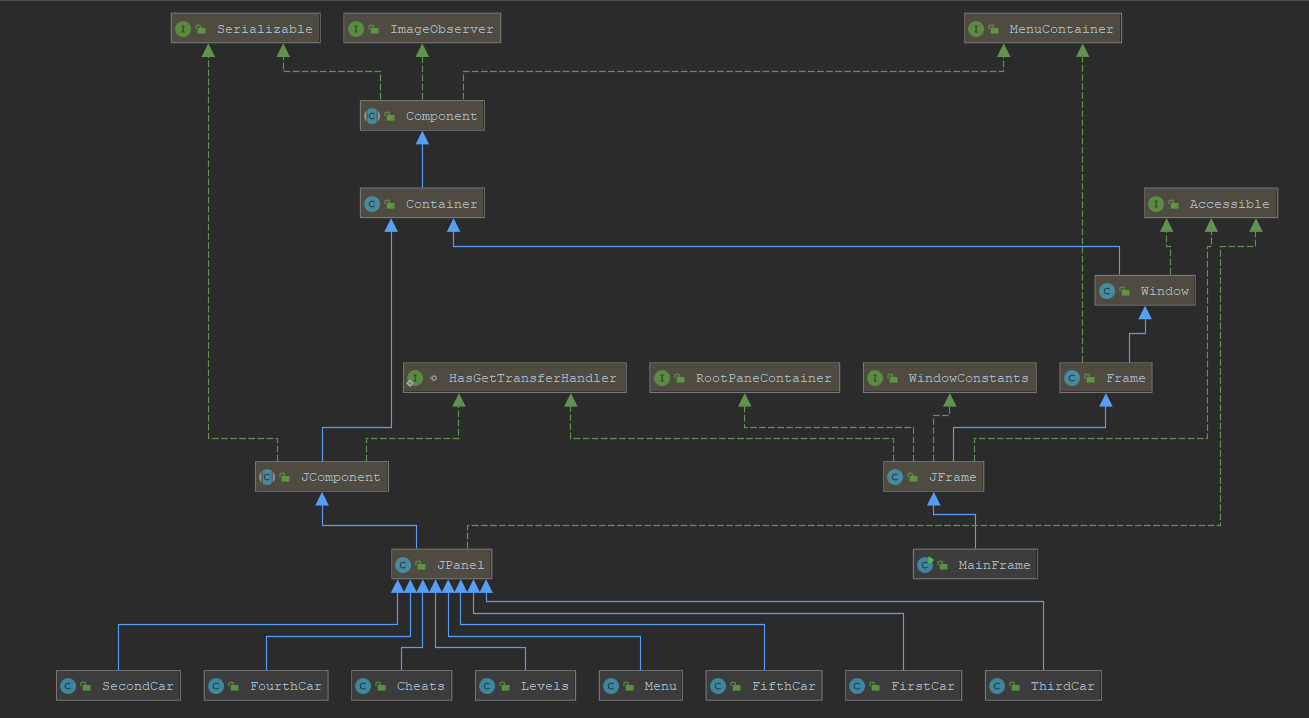 Serializable
ImageObserver
MenuContainer
Component
Container
Accessible
Window
HasGetTransferHandler
RootPaneContainer
WindowConstants
Frame
JComponent
JFrame
JPanel
MainFrame
SecondCar
FourthCar
Cheats
Levels
Menu
FifthCar
FirstCar
ThirdCar